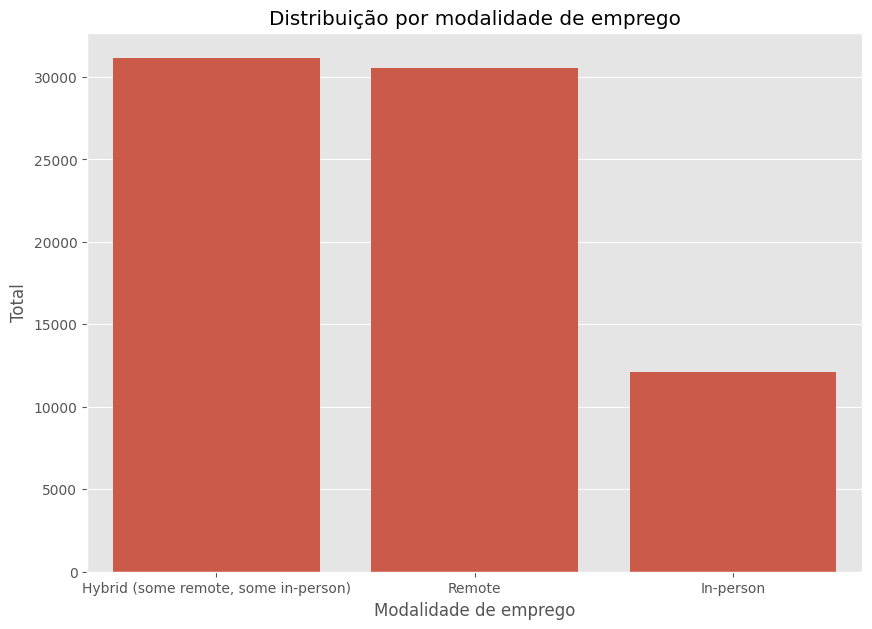 Distribuição por modalidade de emprego
30000
25000
20000
15000
10000
5000
0
Total
Hybrid (some remote, some in-person)
Remote
In-person
Modalidade de emprego